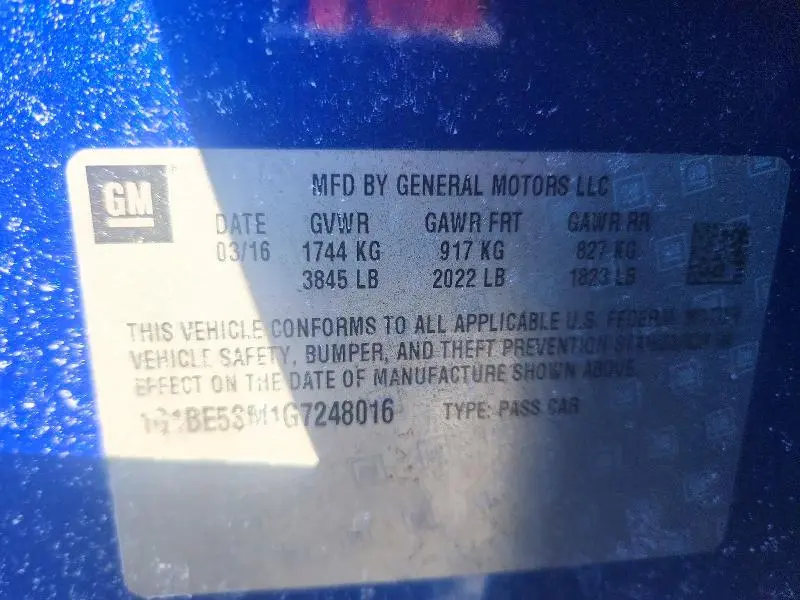 GM
MFD BY GENERAL MOTORS LLC
DATE GVWR GAWR FRT GAWR RR
03/16 1744 KG 917 KG 827 KG
3845 LB 2022 LB 1823 LB
THIS VEHICLE CONFORMS TO ALL APPLICABLE U.S. FEDERAL MOTOR
VEHICLE SAFETY, BUMPER, AND THEFT PREVENTION STANDARDS IN
EFFECT ON THE DATE OF MANUFACTURE SHOWN ABOVE.
1G1BE5SM1G7248016 TYPE: PASS CAR